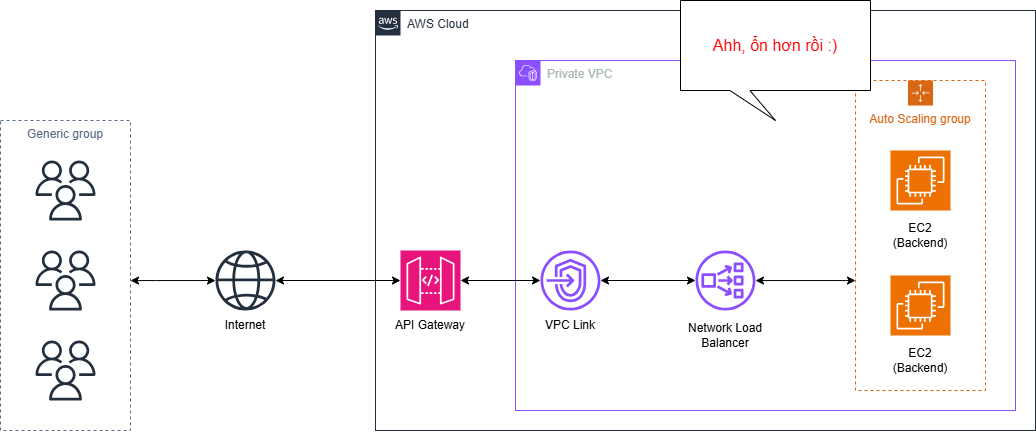 aws
AWS Cloud
Ahh, ổn hơn rồi :)
Private VPC
Auto Scaling group
Generic group
EC2
(Backend)
Internet
API Gateway
VPC Link
Network Load
Balancer
EC2
(Backend)